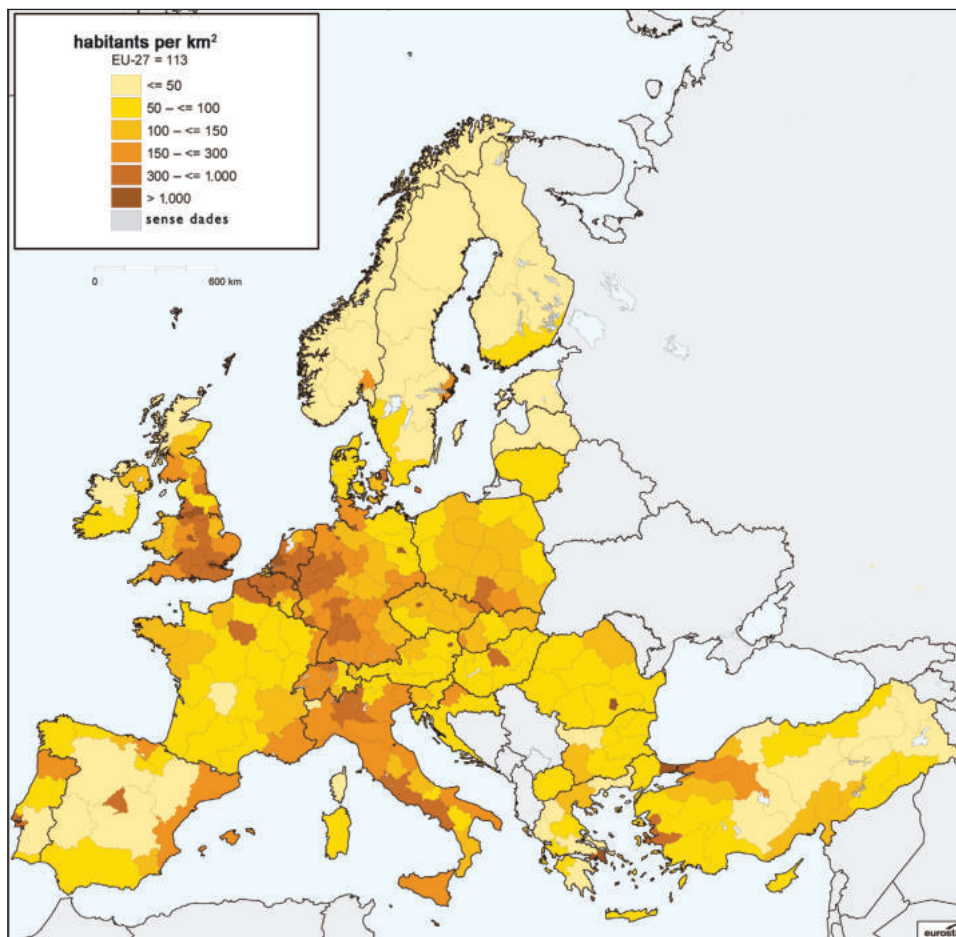 habitants per km²
EU-27 = 113
<= 50
50 – <= 100
100 – <= 150
150 – <= 300
300 – <= 1.000
> 1.000
sense dades
0 600 km